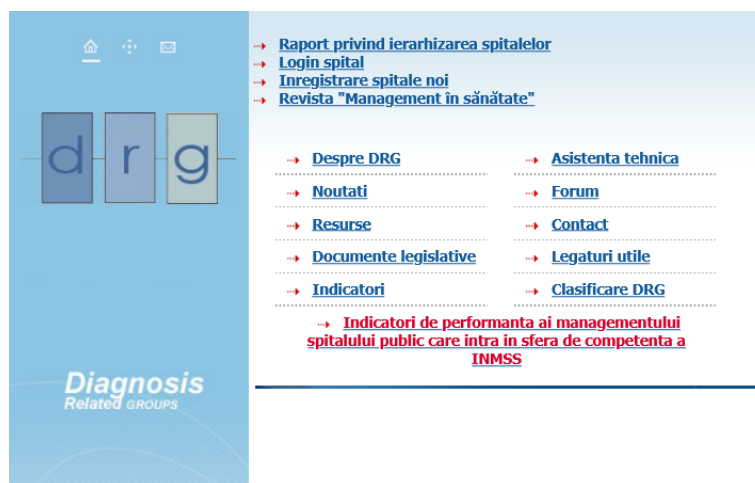 Raport privind ierarhizarea spitalelor
Login spital
Inregistrare spitale noi
Revista "Management în sănătate"
d r g
Despre DRG
Asistenta tehnica
Noutati
Forum
Resurse
Contact
Documente legislative
Legaturi utile
Indicatori
Clasificare DRG
Indicatori de performanta ai managementului
spitalului public care intra in sfera de competenta a
INMSS
Diagnosis
Related GROUPS